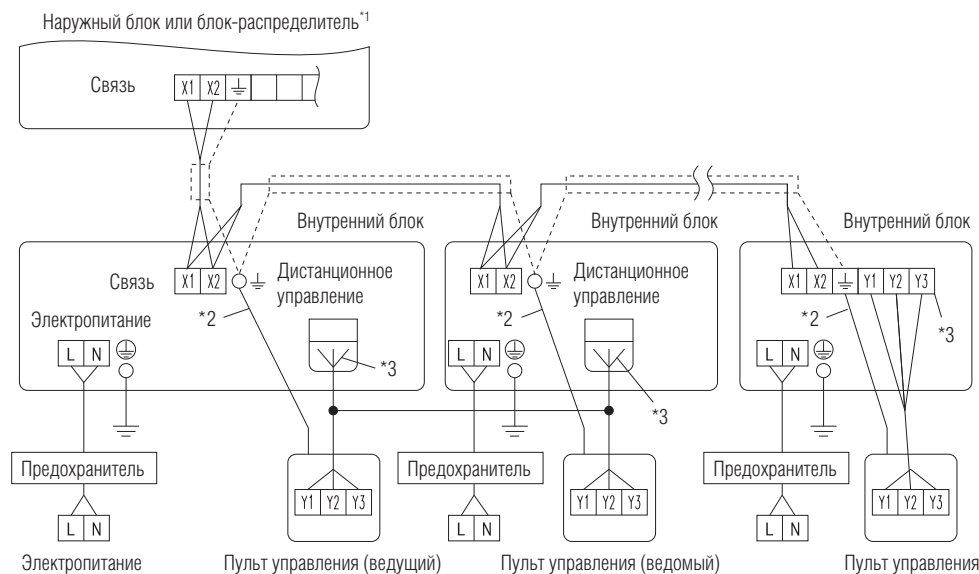 Наружный блок или блок-распределитель*1
Связь
X1 X2
Внутренний блок
Внутренний блок
Внутренний блок
Связь
X1 X2
Дистанционное
управление
X1 X2
Дистанционное
управление
X1 X2 Y1 Y2 Y3
Электропитание
*2
*2
*2
*3
L N
*3
L N
*3
L N
Предохранитель
Предохранитель
Предохранитель
Y1 Y2 Y3
Y1 Y2 Y3
Y1 Y2 Y3
L N
L N
L N
Электропитание
Пульт управления (ведущий)
Пульт управления (ведомый)
Пульт управления